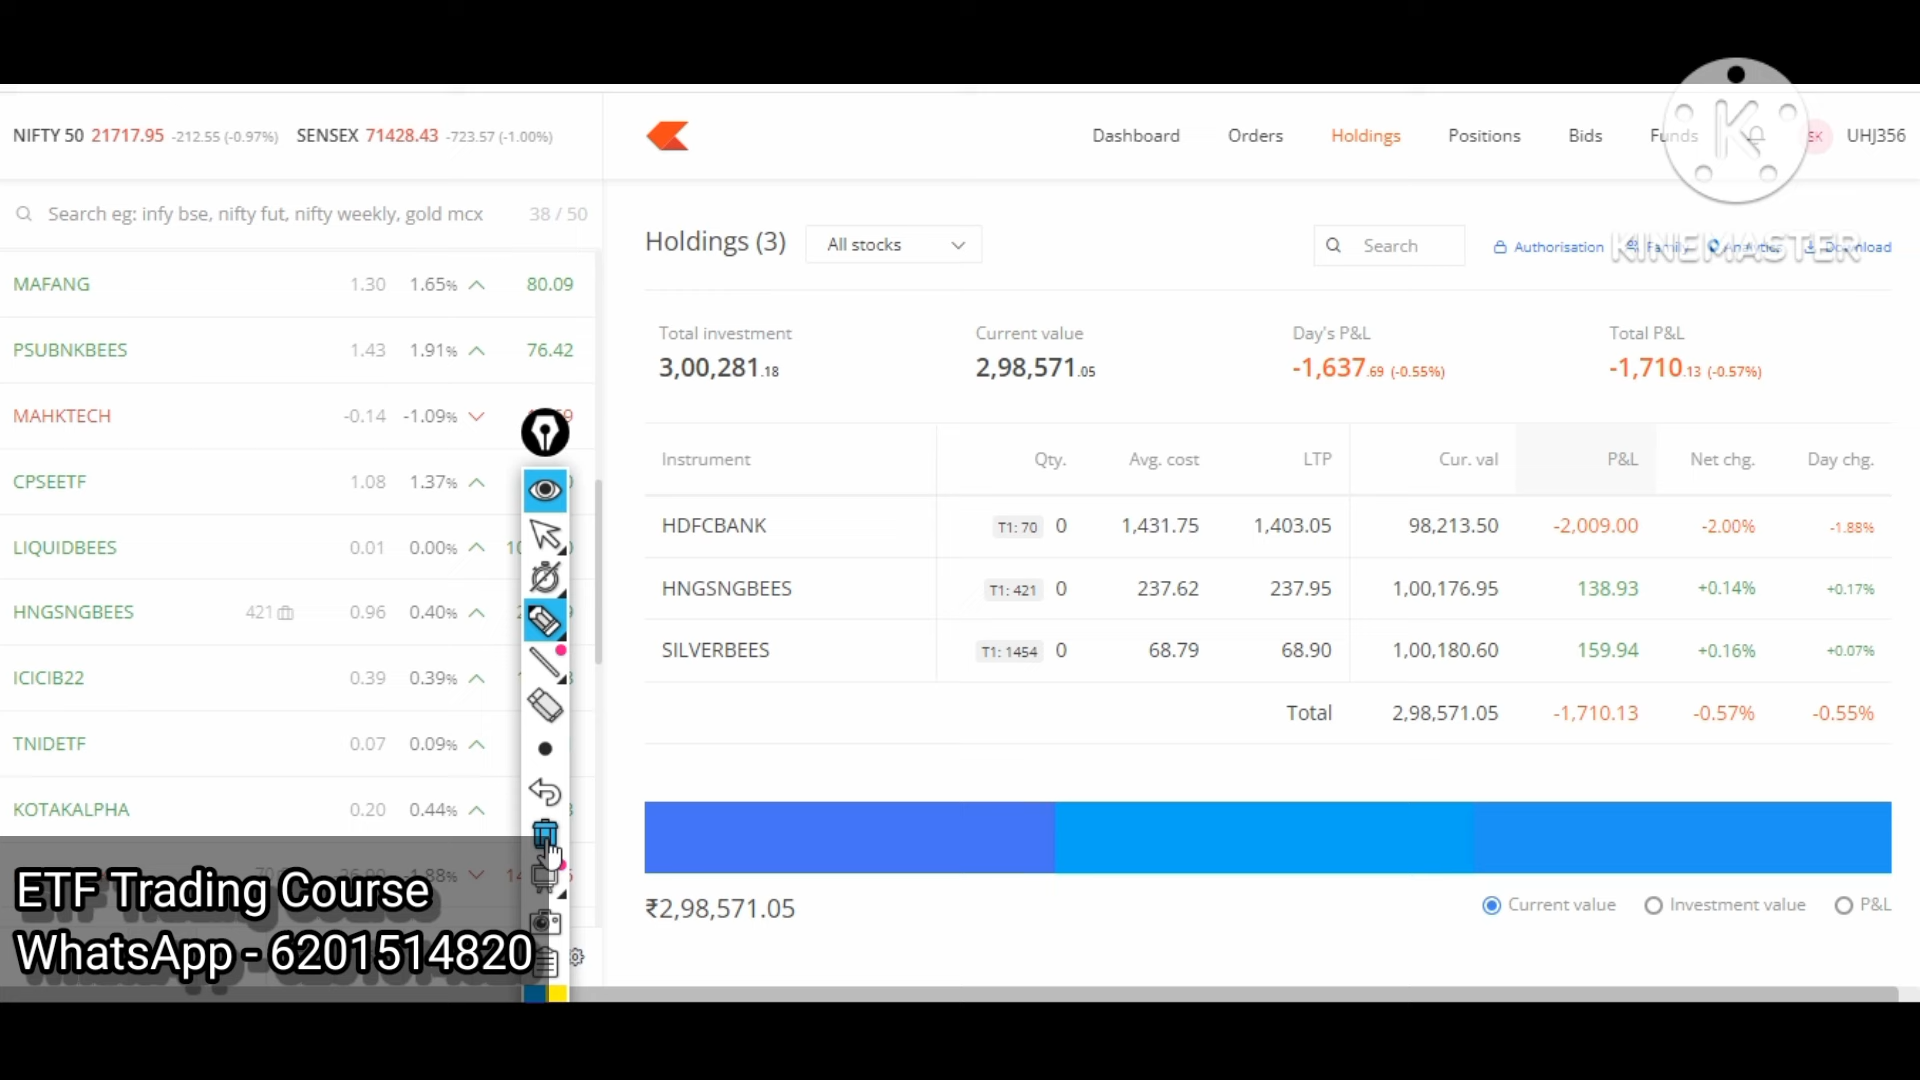 NIFTY 50 21717.95 -212.55 (-0.97%) SENSEX 71428.43 -723.57 (-1.00%)
Dashboard Orders Holdings Positions Bids Funds SK UHJ356
Search eg: infy bse, nifty fut, nifty weekly, gold mcx 38 / 50
MAFANG 1.30 1.65% 80.09
PSUBNKBEES 1.43 1.91% 76.42
MAHKTECH -0.14 -1.09%
CPSEETF 1.08 1.37%
LIQUIDBEES 0.01 0.00%
HNGSNGBEES 421 0.96 0.40%
ICICIB22 0.39 0.39%
TNIDETF 0.07 0.09%
KOTAKALPHA 0.20 0.44%
ETF Trading Course
WhatsApp - 6201514820
Holdings (3) All stocks Search Authorisation Family Analytics Download
KINEMASTER
Total investment Current value Day's P&L Total P&L
3,00,281.18 2,98,571.05 -1,637.69 (-0.55%) -1,710.13 (-0.57%)
Instrument Qty. Avg. cost LTP Cur. val P&L Net chg. Day chg.
HDFCBANK T1: 70 0 1,431.75 1,403.05 98,213.50 -2,009.00 -2.00% -1.88%
HNGSNGBEES T1: 421 0 237.62 237.95 1,00,176.95 138.93 +0.14% +0.17%
SILVERBEES T1: 1454 0 68.79 68.90 1,00,180.60 159.94 +0.16% +0.07%
Total 2,98,571.05 -1,710.13 -0.57% -0.55%
₹2,98,571.05 Current value Investment value P&L